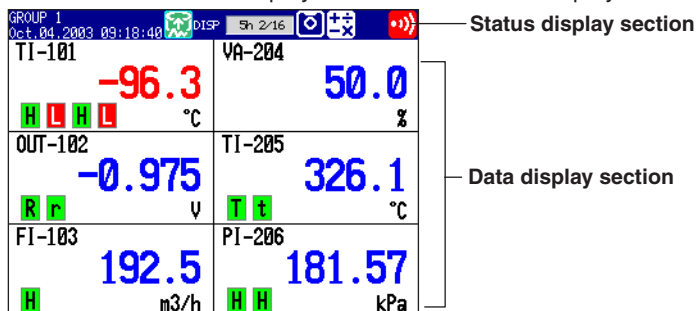 GROUP 1
Oct.04.2003 09:18:40 DISP 5h 2/16
Status display section
TI-101
-96.3
H L H L °C
VA-204
50.0
%
OUT-102
-0.975
R r V
TI-205
326.1
T t °C
Data display section
FI-103
192.5
H m3/h
PI-206
181.57
H H kPa